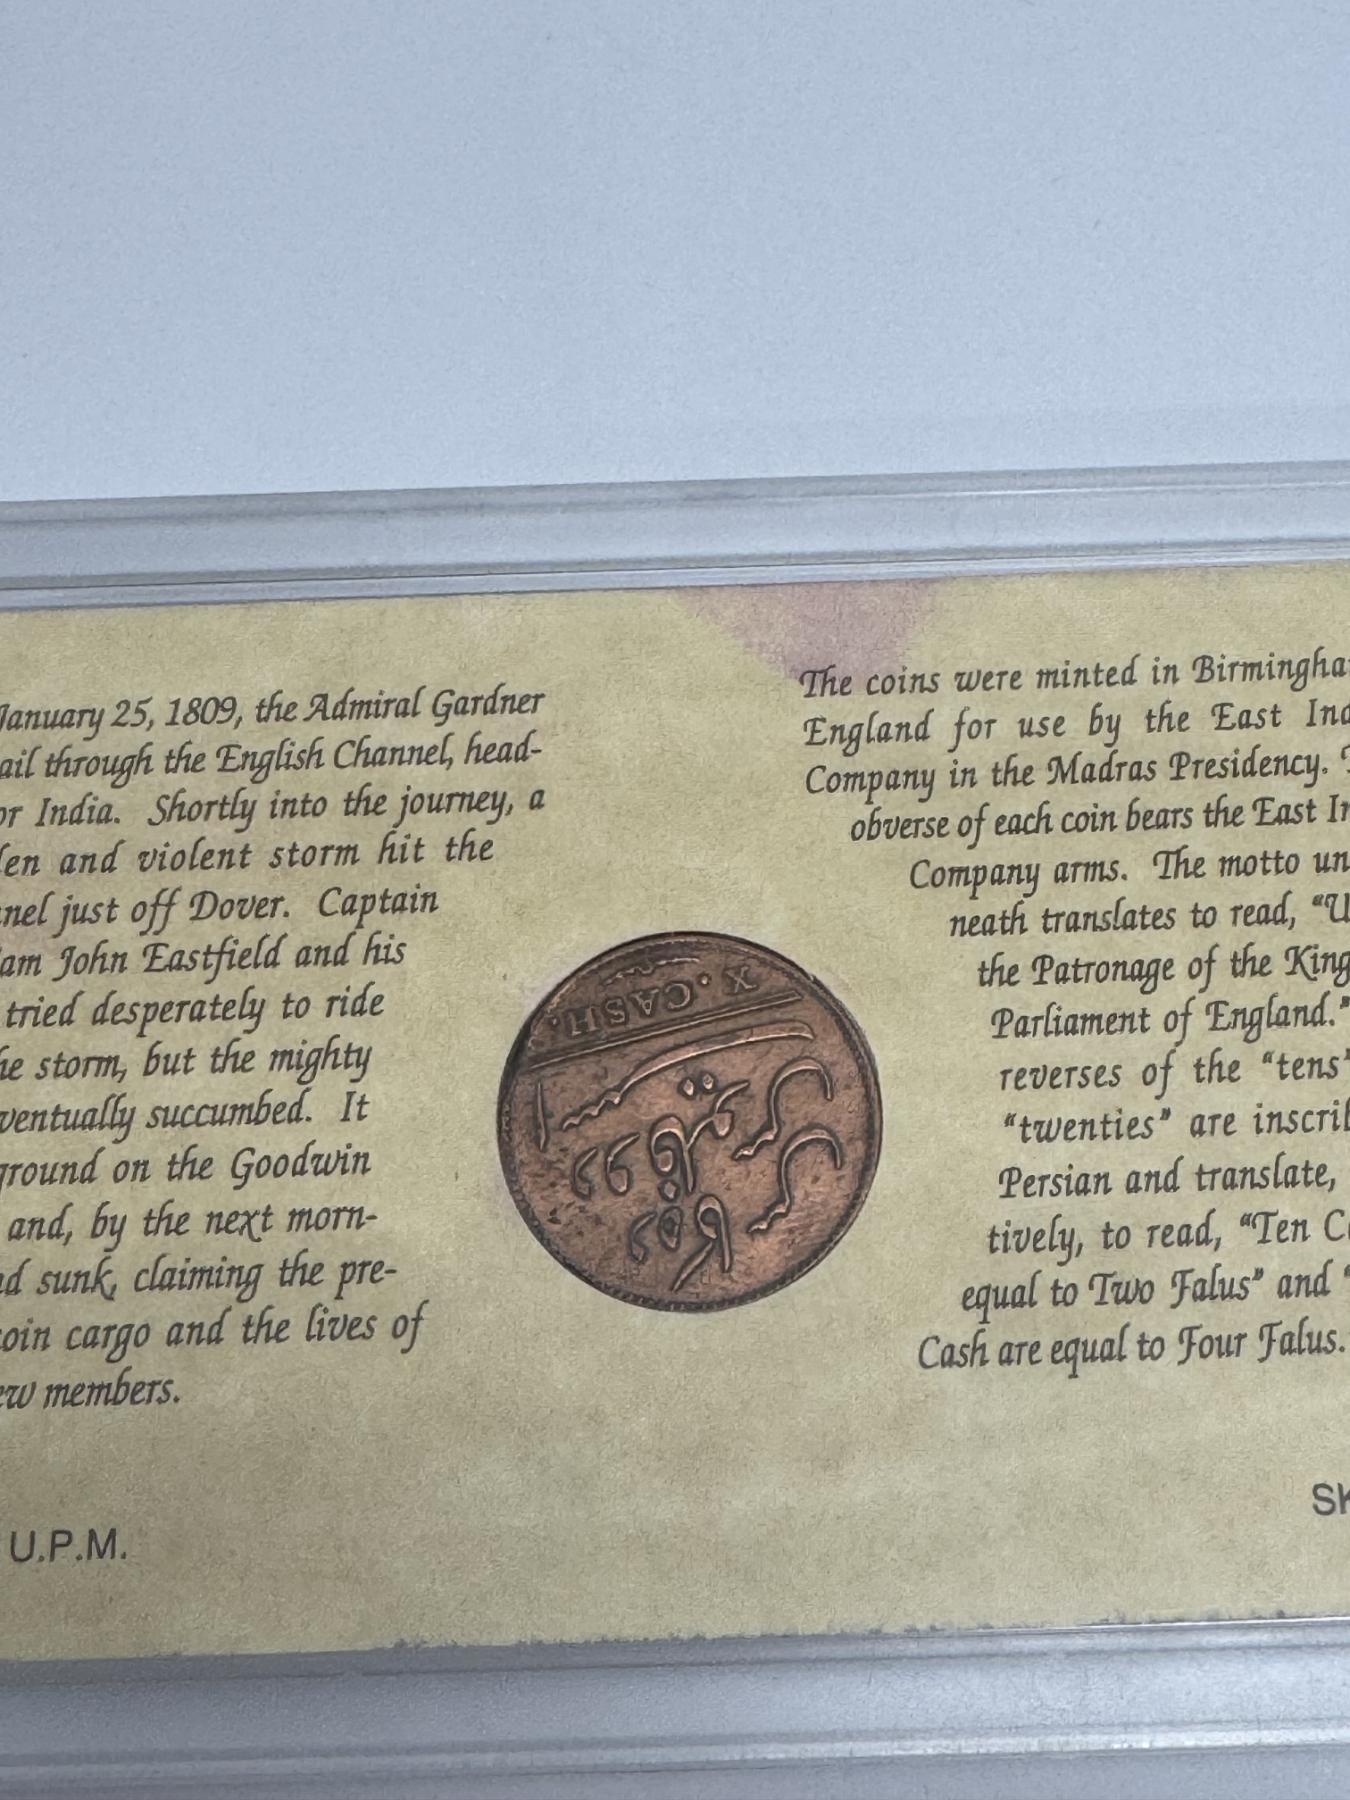 January 25, 1809, the Admiral Gardner
ail through the English Channel, head-
or India. Shortly into the journey, a
en and violent storm hit the
nel just off Dover. Captain
am John Eastfield and his
tried desperately to ride
he storm, but the mighty
ventually succumbed. It
ground on the Goodwin
and, by the next morn-
d sunk, claiming the pre-
coin cargo and the lives of
ew members.
U.P.M.
X. CASH.
The coins were minted in Birmingha
England for use by the East Ind
Company in the Madras Presidency. T
obverse of each coin bears the East In
Company arms. The motto un
neath translates to read, “U
the Patronage of the King
Parliament of England.”
reverses of the “tens”
“twenties” are inscrib
Persian and translate,
tively, to read, “Ten C
equal to Two Falus” and “
Cash are equal to Four Falus.
SK